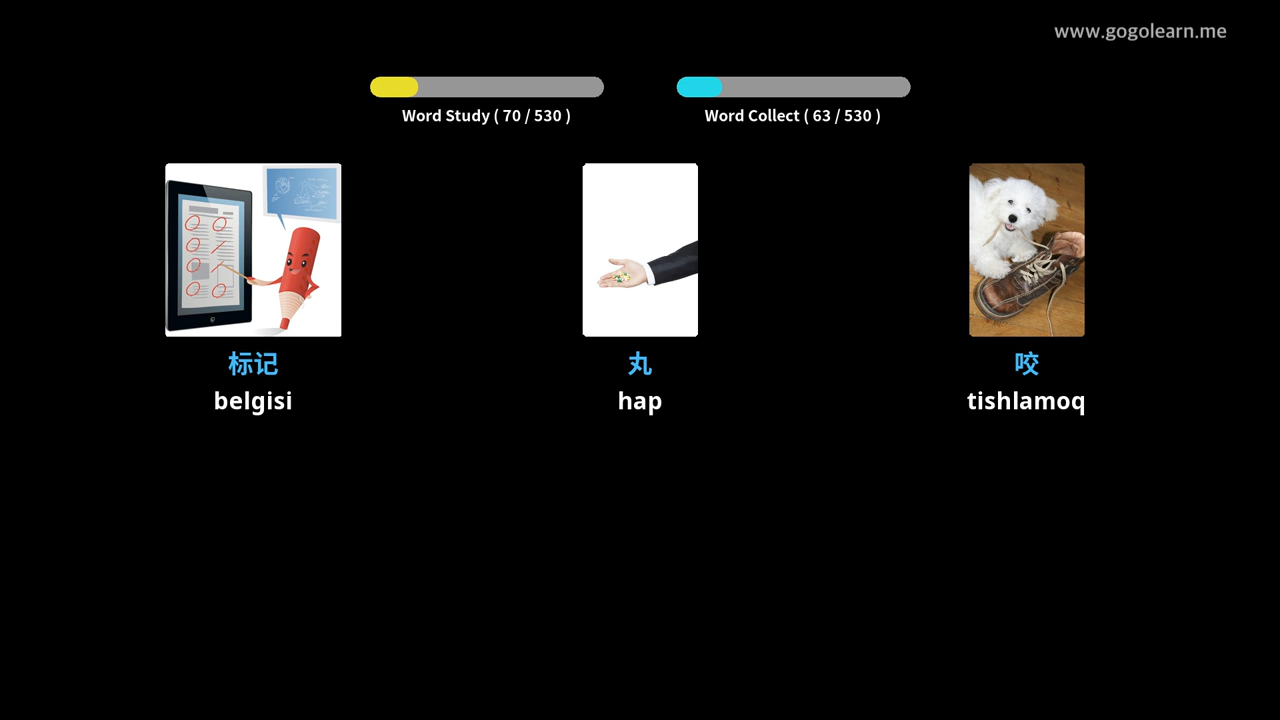 www.gogolearn.me
Word Study ( 70 / 530 )
Word Collect ( 63 / 530 )
标记
丸
咬
belgisi
hap
tishlamoq